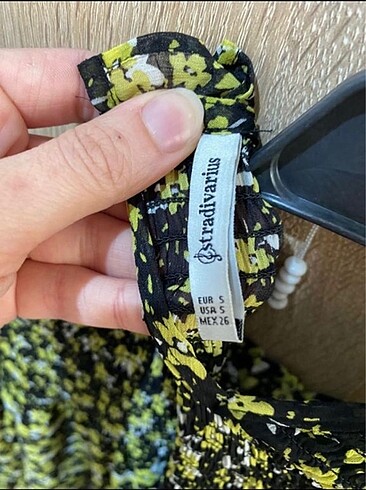 stradivarius
EUR S
USA S
MEX 26